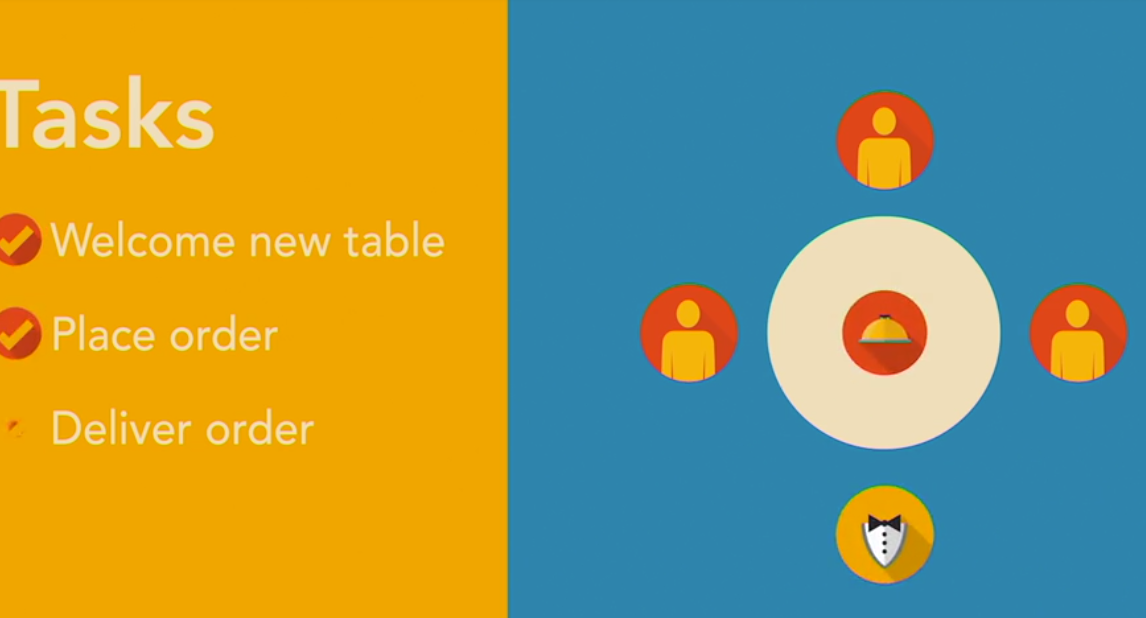 Tasks
Welcome new table
Place order
Deliver order